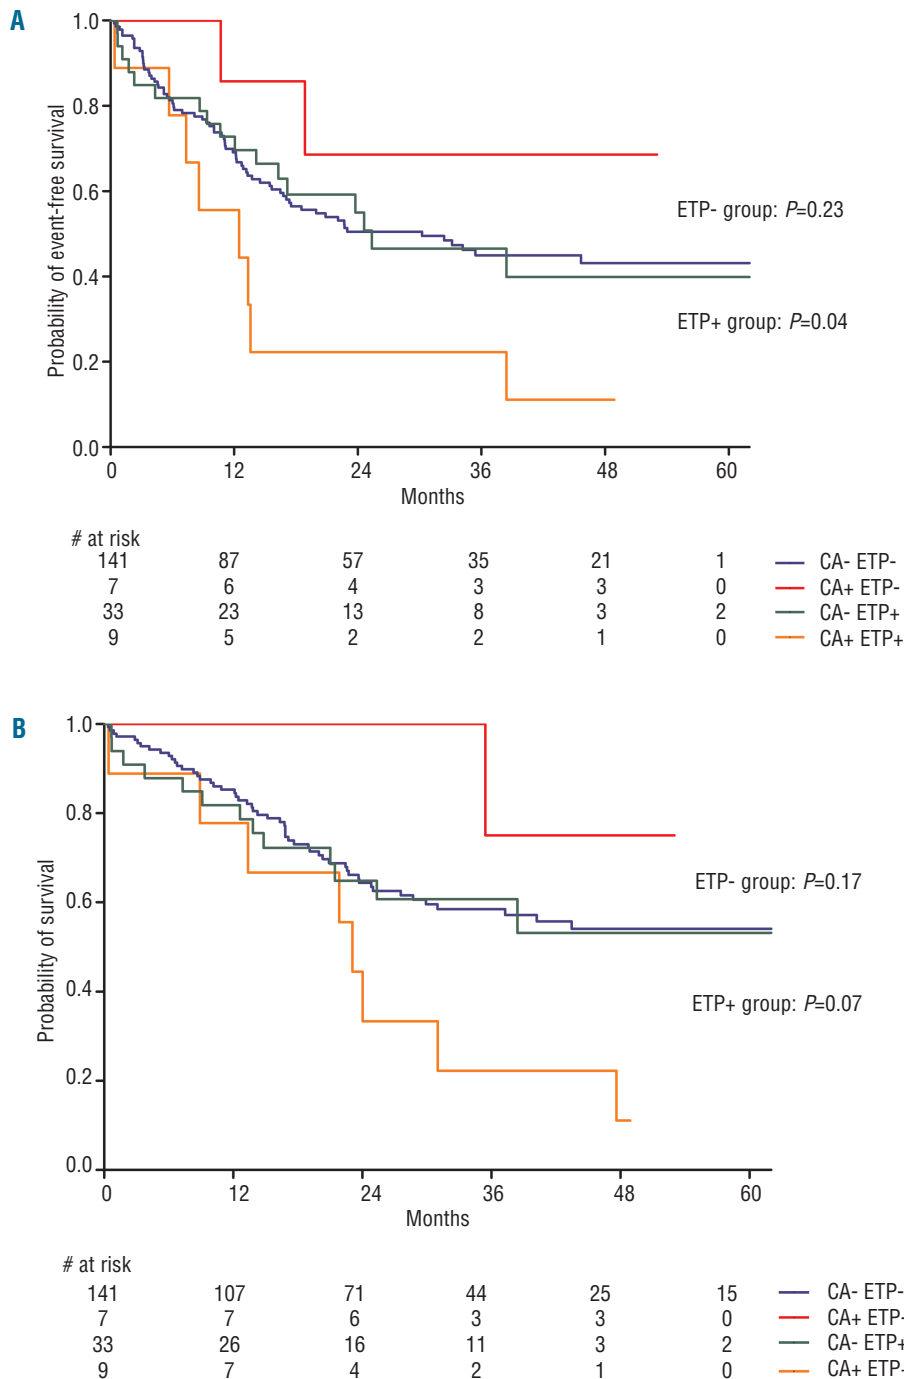 A
1.0
0.8
0.6
0.4
0.2
0.0
Probability of event-free survival
ETP- group: P=0.23
ETP+ group: P=0.04
0 12 24 36 48 60
Months
# at risk
141 87 57 35 21 1 CA- ETP-
7 6 4 3 3 0 CA+ ETP-
33 23 13 8 3 2 CA- ETP+
9 5 2 2 1 0 CA+ ETP+
B
1.0
0.8
0.6
0.4
0.2
0.0
Probability of survival
ETP- group: P=0.17
ETP+ group: P=0.07
0 12 24 36 48 60
Months
# at risk
141 107 71 44 25 15 CA- ETP-
7 7 6 3 3 0 CA+ ETP-
33 26 16 11 3 2 CA- ETP+
9 7 4 2 1 0 CA+ ETP-